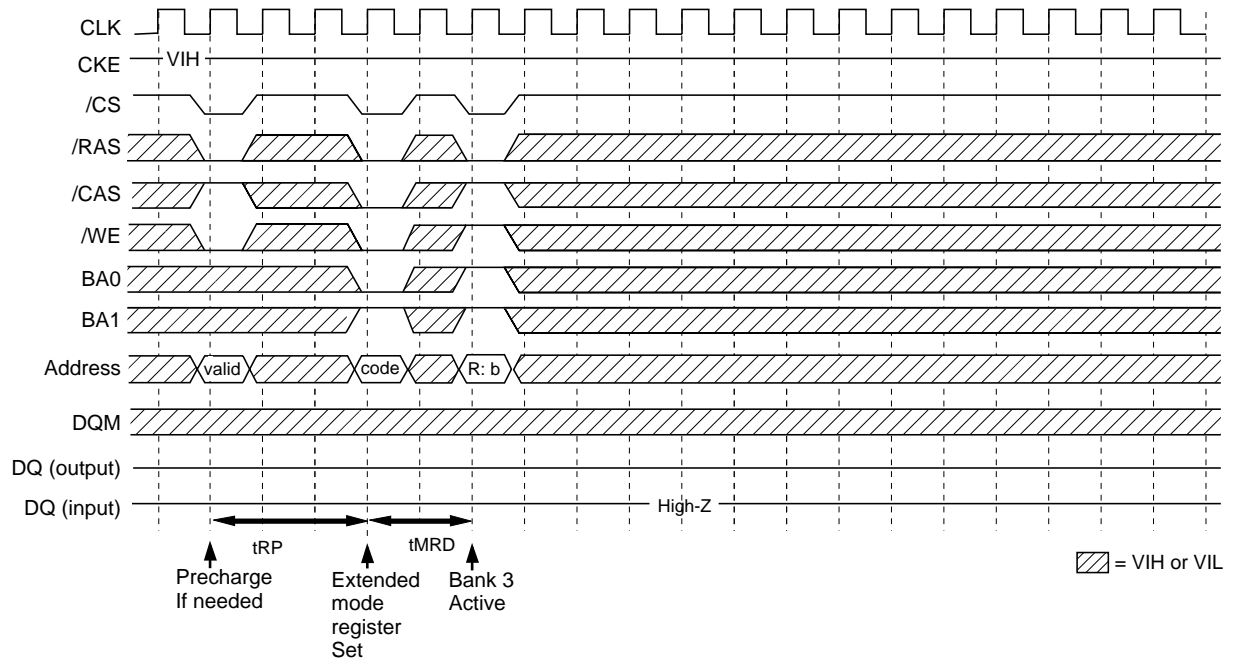 CLK
CKE
VIH
/CS
/RAS
/CAS
/WE
BA0
BA1
Address
valid
code
R: b
DQM
DQ (output)
DQ (input)
High-Z
tRP
tMRD
Precharge
If needed
Extended
mode
register
Set
Bank 3
Active
= VIH or VIL